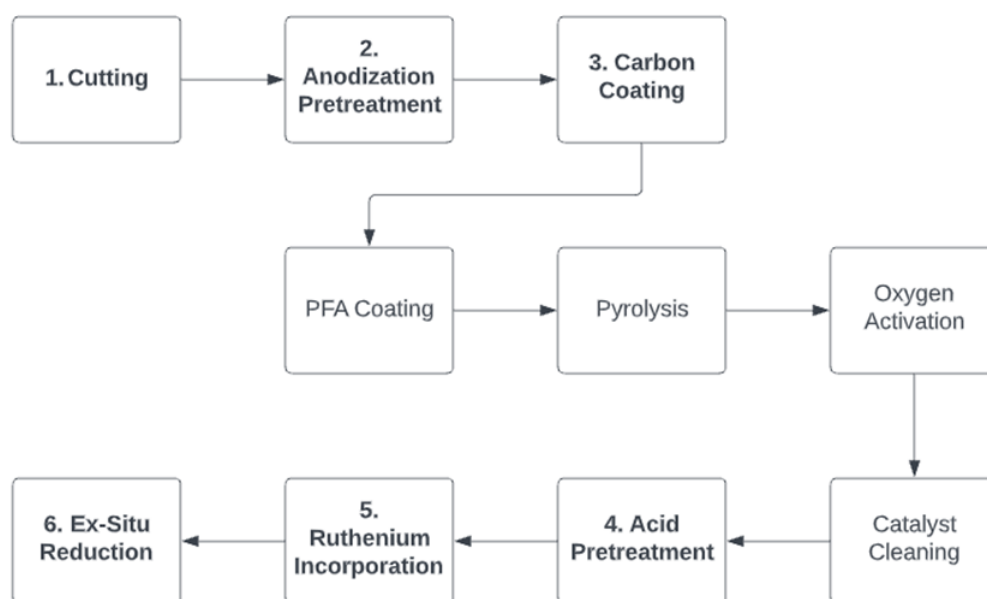 1. Cutting
2.
Anodization
Pretreatment
3. Carbon
Coating
PFA Coating
Pyrolysis
Oxygen
Activation
Catalyst
Cleaning
4. Acid
Pretreatment
5.
Ruthenium
Incorporation
6. Ex-Situ
Reduction